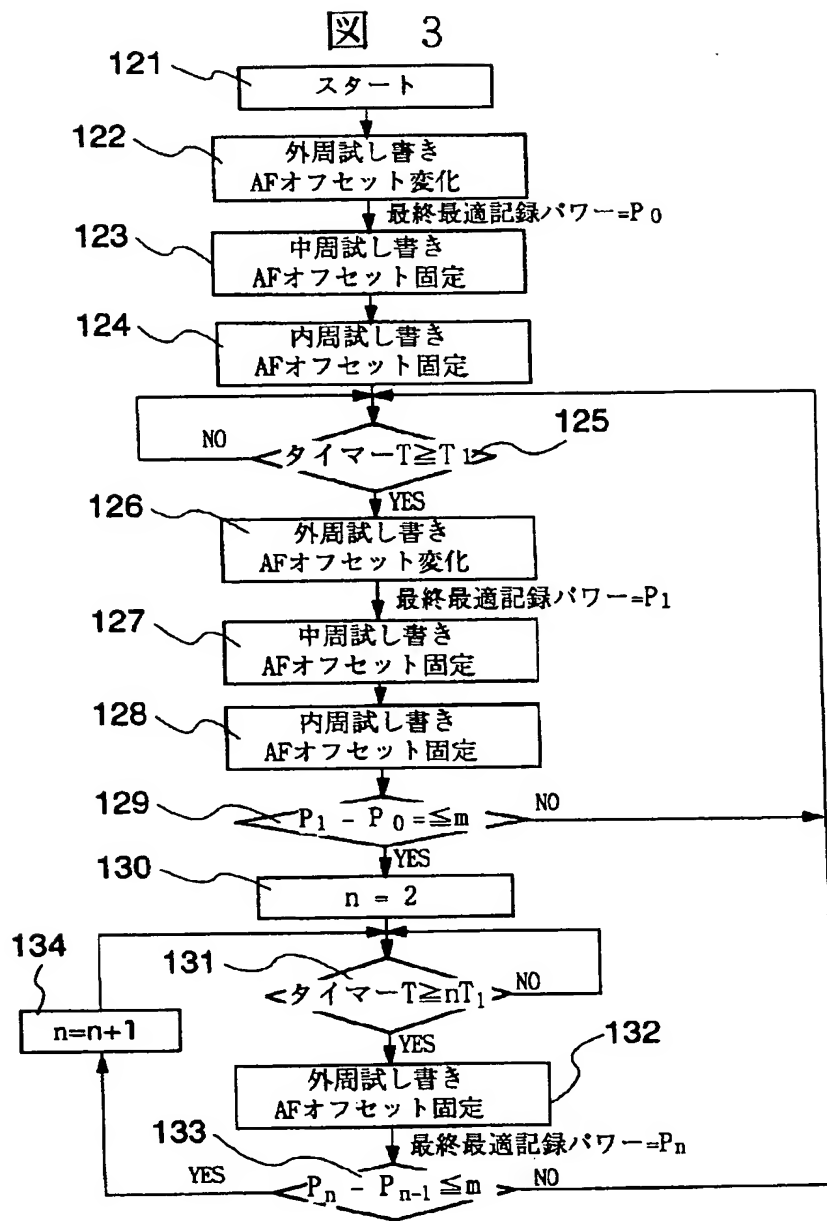 図 3
121
スタート
122
外周試し書き
AFオフセット変化
最終最適記録パワー=P0
123
中周試し書き
AFオフセット固定
124
内周試し書き
AFオフセット固定
NO
タイマーT≧T1
125
YES
126
外周試し書き
AFオフセット変化
最終最適記録パワー=P1
127
中周試し書き
AFオフセット固定
128
内周試し書き
AFオフセット固定
129
P1 - P0 =≦m
NO
YES
130
n = 2
134
n=n+1
131
タイマーT≧nT1
NO
YES
132
外周試し書き
AFオフセット固定
最終最適記録パワー=Pn
133
YES
Pn - Pn-1 ≦m
NO